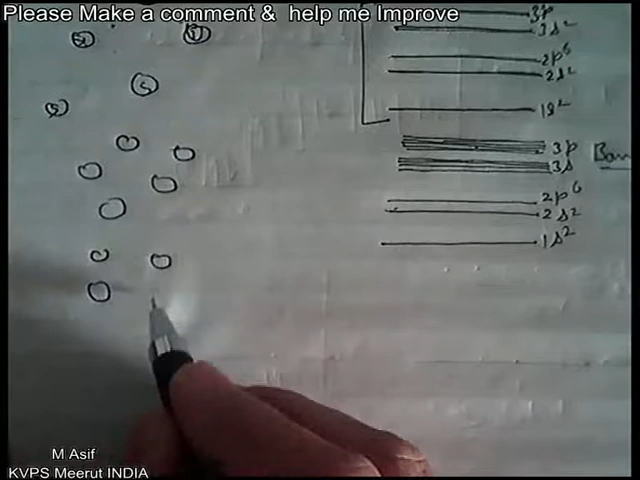 Please Make a comment & help me Improve
3p
3s²
2p⁶
2s²
1s²
3p
3s
2p⁶
2s²
1s²
M Asif
KVPS Meerut INDIA